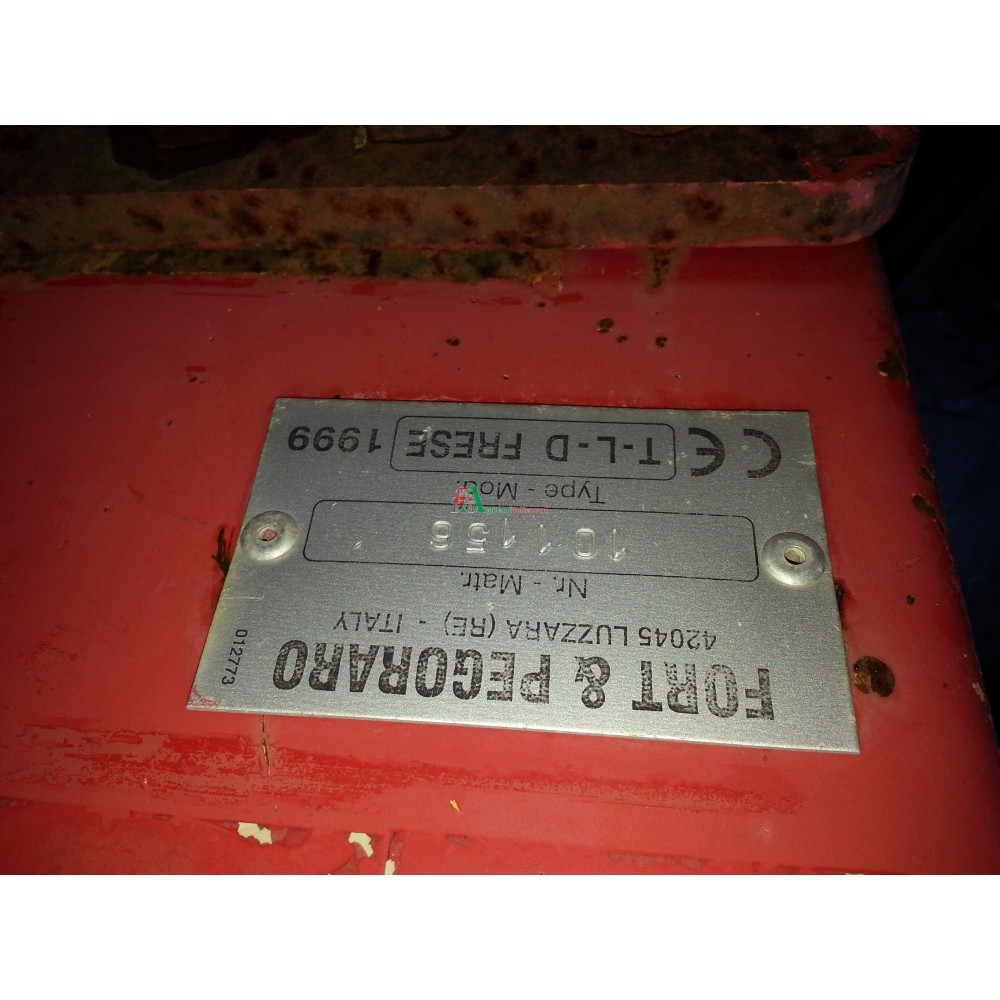 FORT & PEGORARO
42045 LUZZARA (RE) - ITALY
Nr. - Matr.
101156
Type - Mod.
CE T-L-D FRESE 1999
012773